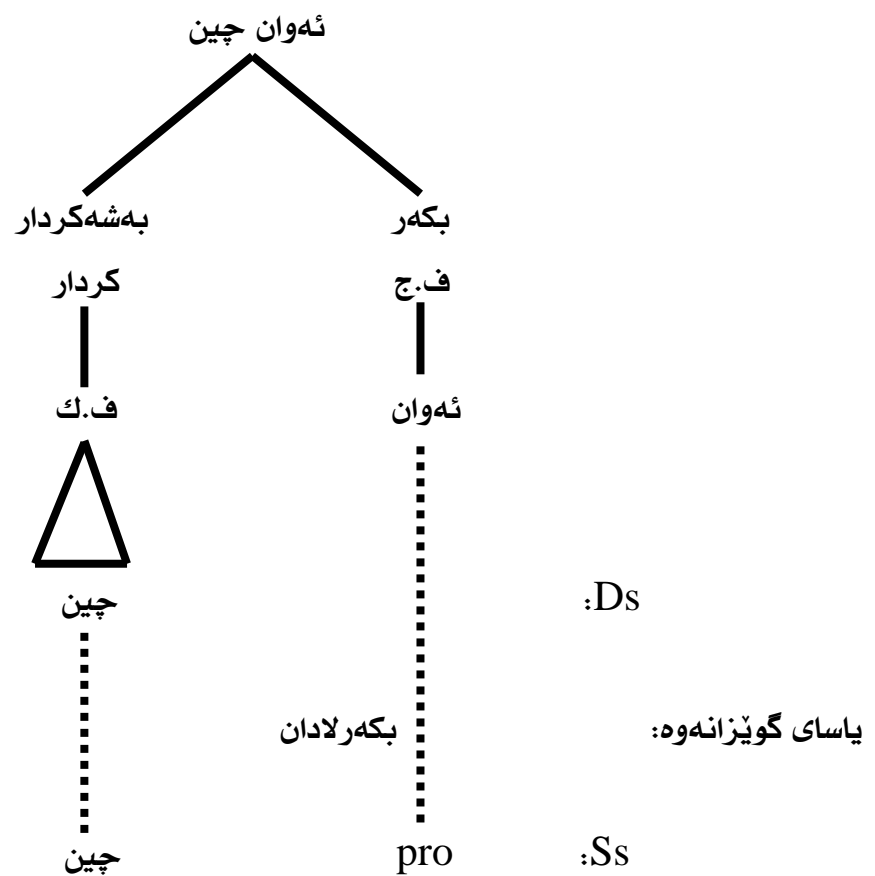 ئەوان چین
بکەر بەشەکردار
ف.ج کردار
ئەوان ف.ك
Ds: چین
یاسای گوێزانەوە: بکەرلادان
Ss: pro چین